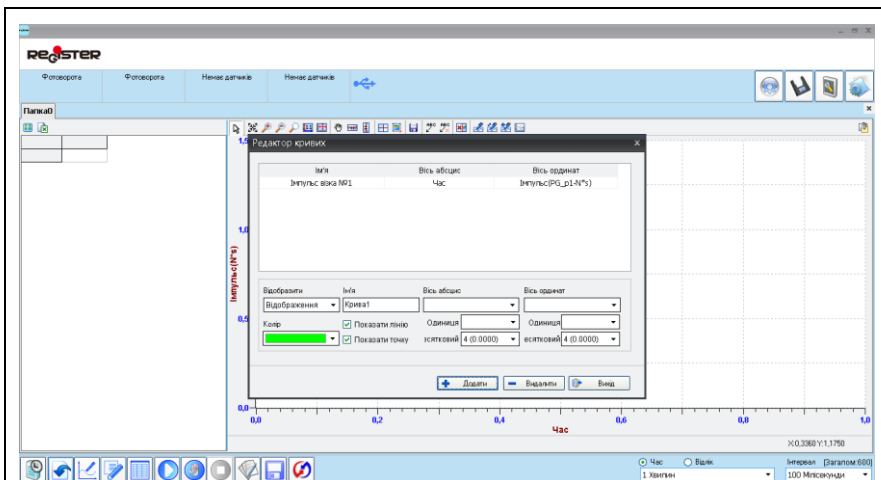 ReGISTER
Фотоворота Фотоворота Немає датчиків Немає датчиків
Папка0 x
Редактор кривих x
Ім'я Вісь абсцис Вісь ординат
Імпульс візка №1 Час Імпульс(PG_p1-N*s)
Відобразити Ім'я Вісь абсцис Вісь ординат
Відображення Крива1
Колір Показати лінію Одиниця Одиниця
Показати точку ісятковий 4 (0.0000) есятковий 4 (0.0000)
Додати Видалити Вихід
1,5
1,0
0,5
0,0
Імпульс(N*s)
0,0 0,2 0,4 0,6 0,8 1,0
Час
X:0,3360 Y:1,1750
Час Відлік Інтервал [Загалом:600]
1 Хвилин 100 Мілісекунди